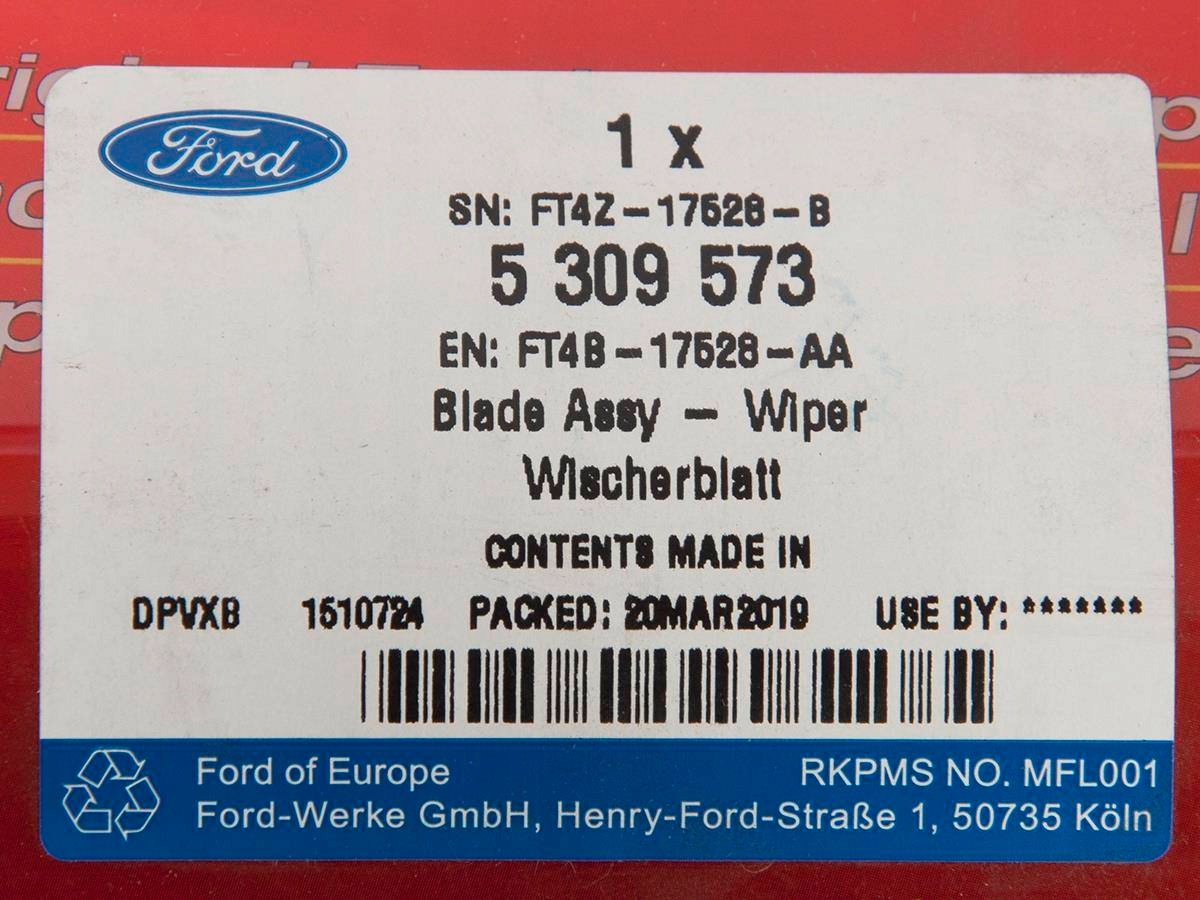 Ford
1 x
SN: FT4Z-17528-B
5 309 573
EN: FT4B-17528-AA
Blade Assy - Wiper
Wischerblatt
CONTENTS MADE IN
DPVXB 1510724 PACKED: 20MAR2019 USE BY: *******
Ford of Europe RKPMS NO. MFL001
Ford-Werke GmbH, Henry-Ford-Straße 1, 50735 Köln